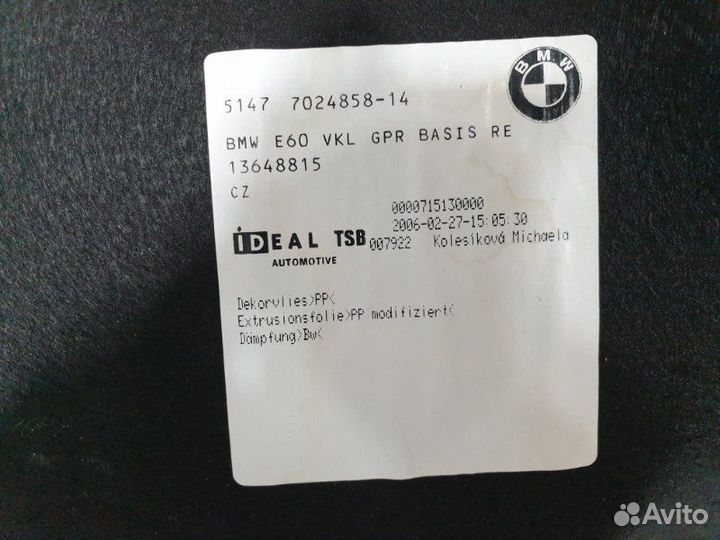 BMW
5147 7024858-14
BMW E60 VKL GPR BASIS RE
13648815
CZ
0000715130000
2006-02-27-15:05:30
iDEAL TSB 007922 Kolesíková Michaela
AUTOMOTIVE
Dekorvlies>PP<
Extrusionsfolie>PP modifiziert<
Dämpfung>Bw<
Avito